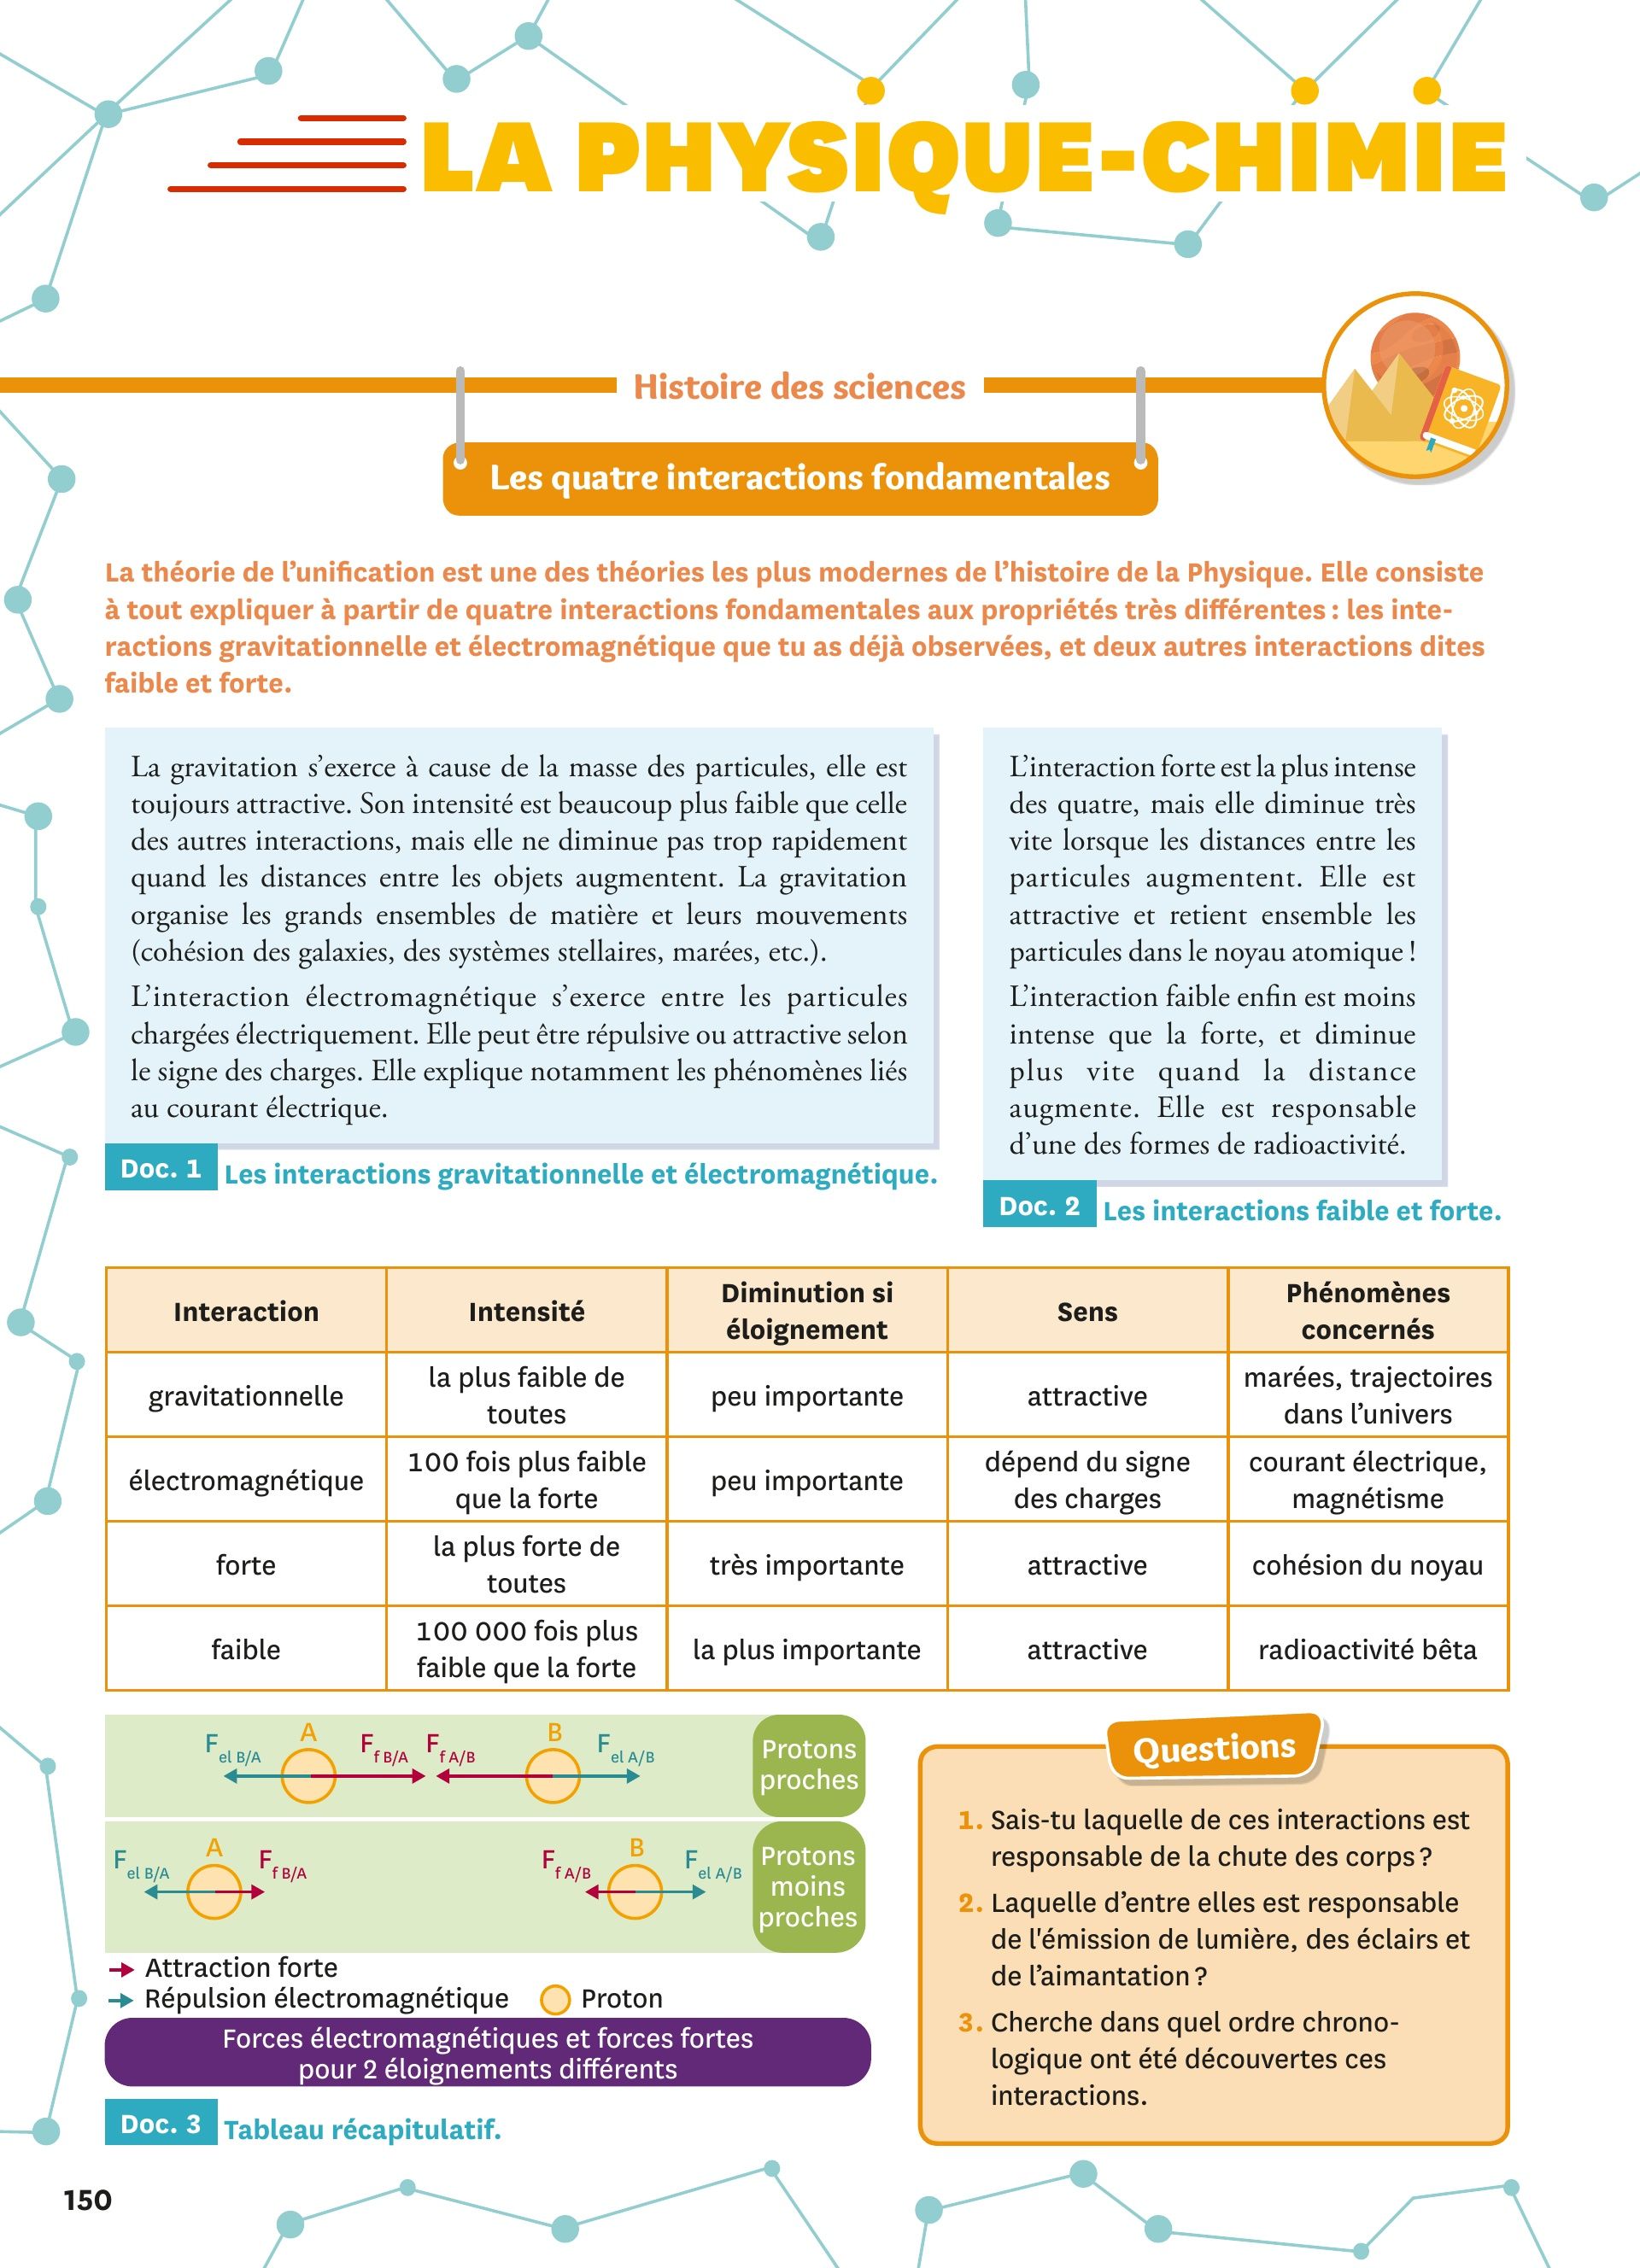 LA PHYSIQUE-CHIMIE
Histoire des sciences
Les quatre interactions fondamentales
La théorie de l’unification est une des théories les plus modernes de l’histoire de la Physique. Elle consiste
à tout expliquer à partir de quatre interactions fondamentales aux propriétés très différentes : les inte-
ractions gravitationnelle et électromagnétique que tu as déjà observées, et deux autres interactions dites
faible et forte.
La gravitation s’exerce à cause de la masse des particules, elle est
toujours attractive. Son intensité est beaucoup plus faible que celle
des autres interactions, mais elle ne diminue pas trop rapidement
quand les distances entre les objets augmentent. La gravitation
organise les grands ensembles de matière et leurs mouvements
(cohésion des galaxies, des systèmes stellaires, marées, etc.).
L’interaction électromagnétique s’exerce entre les particules
chargées électriquement. Elle peut être répulsive ou attractive selon
le signe des charges. Elle explique notamment les phénomènes liés
au courant électrique.
Doc. 1 Les interactions gravitationnelle et électromagnétique.
L’interaction forte est la plus intense
des quatre, mais elle diminue très
vite lorsque les distances entre les
particules augmentent. Elle est
attractive et retient ensemble les
particules dans le noyau atomique !
L’interaction faible enfin est moins
intense que la forte, et diminue
plus vite quand la distance
augmente. Elle est responsable
d’une des formes de radioactivité.
Doc. 2 Les interactions faible et forte.
Interaction
Intensité
Diminution si
éloignement
Sens
Phénomènes
concernés
gravitationnelle
la plus faible de
toutes
peu importante
attractive
marées, trajectoires
dans l’univers
électromagnétique
100 fois plus faible
que la forte
peu importante
dépend du signe
des charges
courant électrique,
magnétisme
forte
la plus forte de
toutes
très importante
attractive
cohésion du noyau
faible
100 000 fois plus
faible que la forte
la plus importante
attractive
radioactivité bêta
F el B/A
A
F f B/A
F f A/B
B
F el A/B
Protons
proches
F el B/A
A
F f B/A
F f A/B
B
F el A/B
Protons
moins
proches
Attraction forte
Répulsion électromagnétique
Proton
Forces électromagnétiques et forces fortes
pour 2 éloignements différents
Doc. 3 Tableau récapitulatif.
Questions
1. Sais-tu laquelle de ces interactions est
responsable de la chute des corps ?
2. Laquelle d’entre elles est responsable
de l'émission de lumière, des éclairs et
de l’aimantation ?
3. Cherche dans quel ordre chrono-
logique ont été découvertes ces
interactions.
150